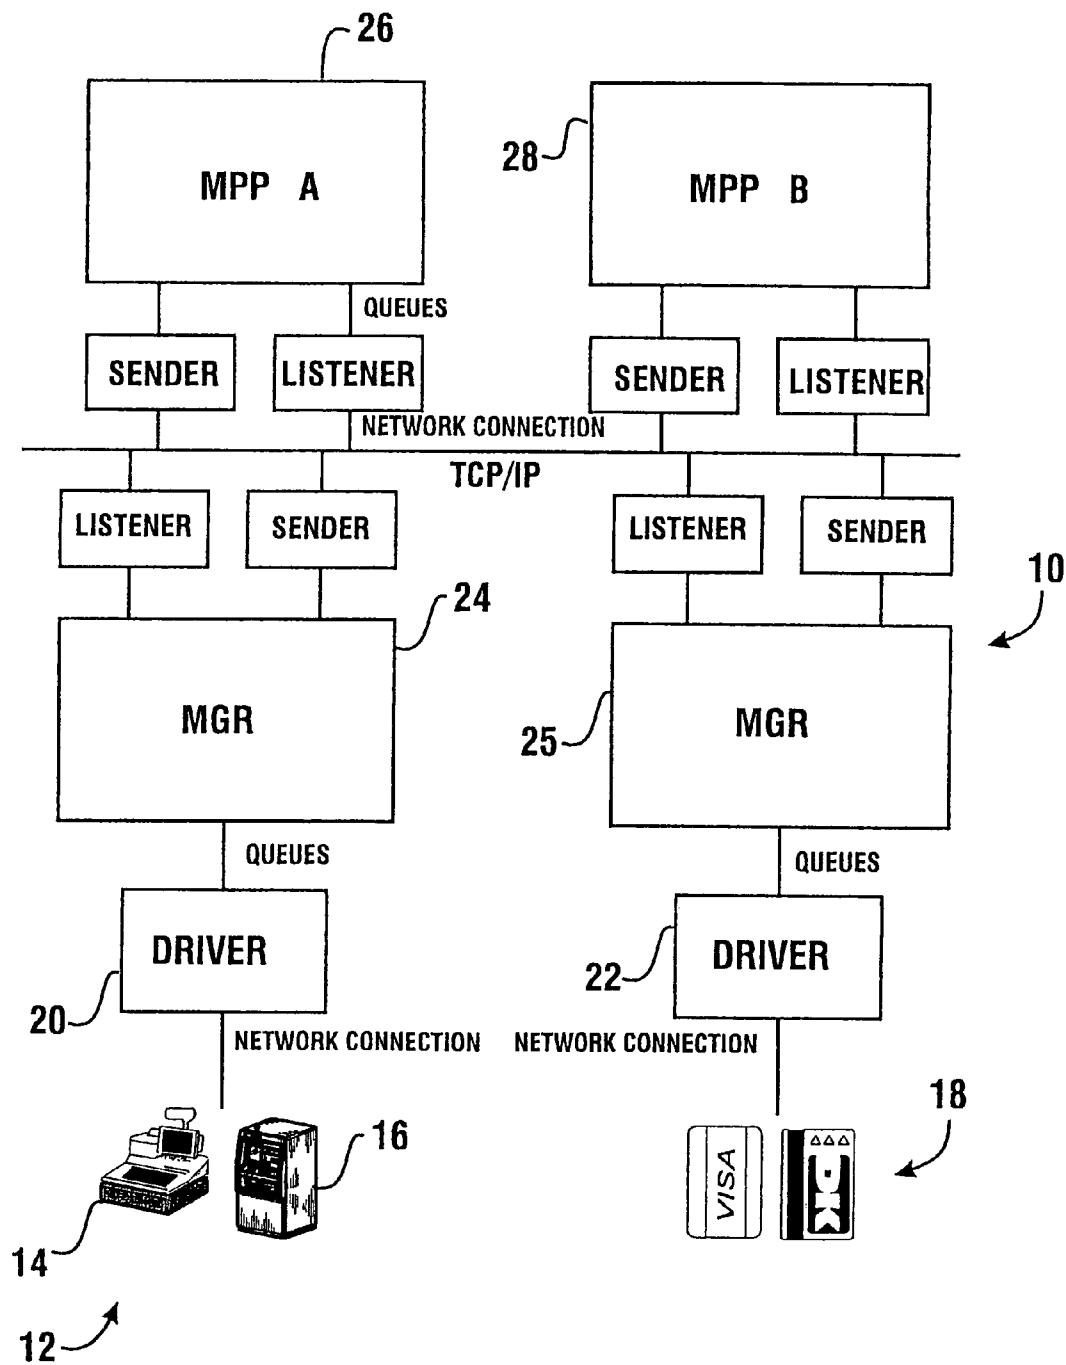 26
28
MPP A
MPP B
QUEUES
SENDER
LISTENER
SENDER
LISTENER
NETWORK CONNECTION
TCP/IP
LISTENER
SENDER
LISTENER
SENDER
10
24
MGR
25
MGR
QUEUES
QUEUES
DRIVER
22
DRIVER
20
NETWORK CONNECTION
NETWORK CONNECTION
18
16
VISA
DK
14
12